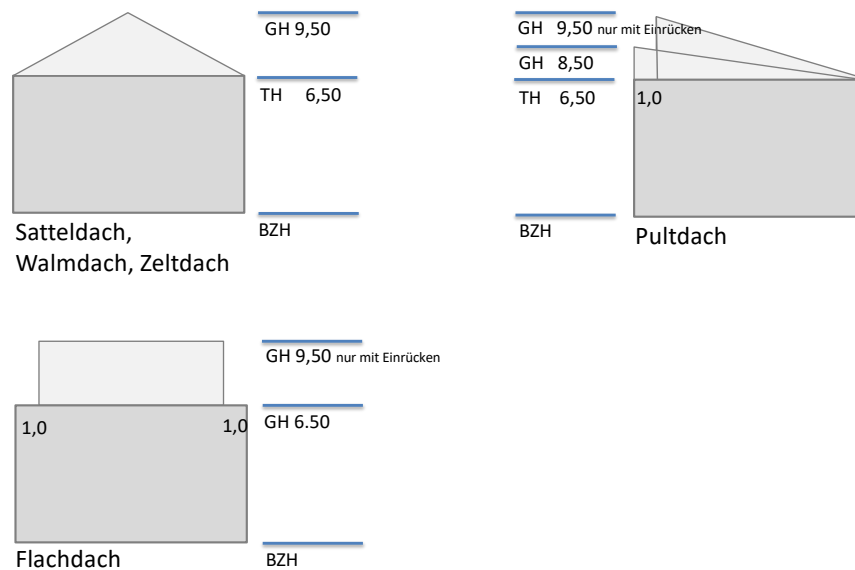 GH 9,50
TH 6,50
BZH
Satteldach,
Walmdach, Zeltdach
GH 9,50 nur mit Einrücken
GH 8,50
TH 6,50
1,0
BZH
Pultdach
GH 9,50 nur mit Einrücken
1,0
1,0
GH 6.50
BZH
Flachdach